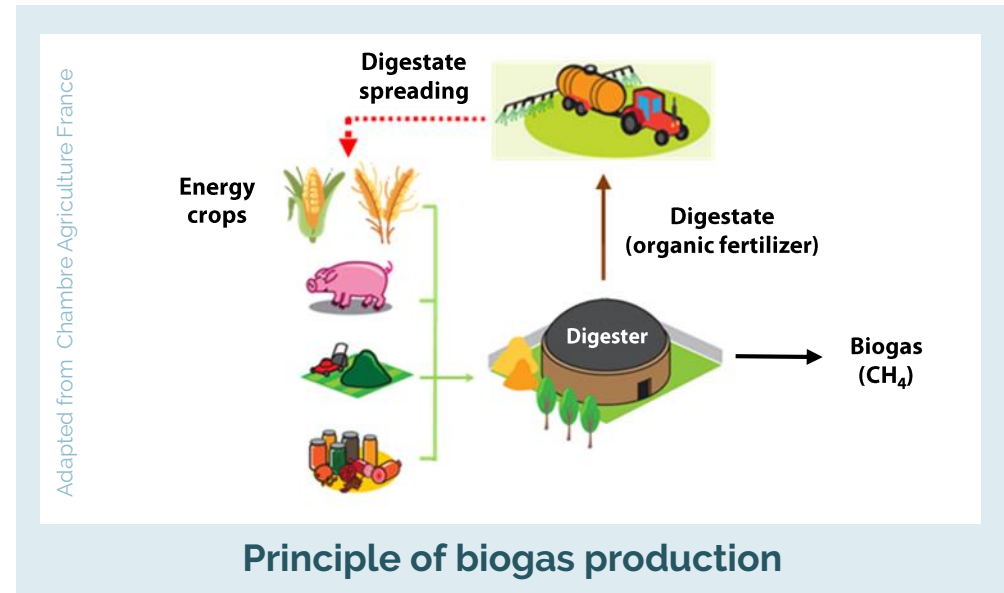 Adapted from Chambre Agriculture France
Digestate
spreading
Energy
crops
Digestate
(organic fertilizer)
Digester
Biogas
(CH₄)
Principle of biogas production